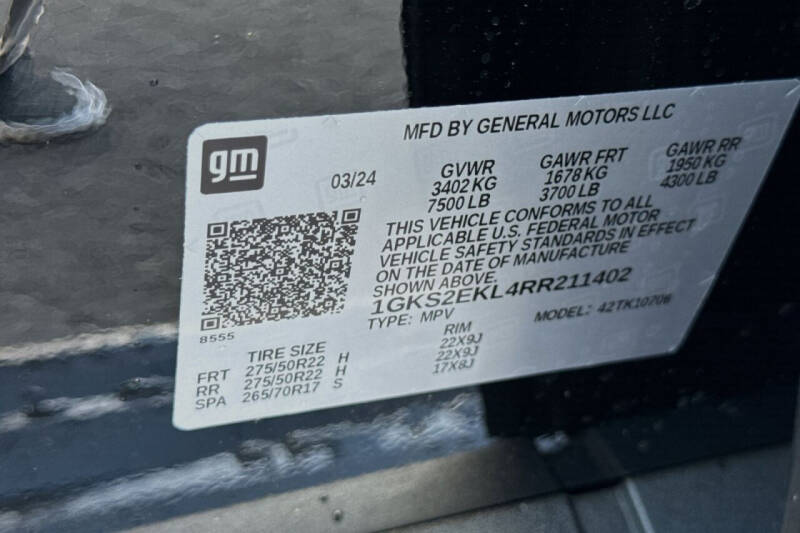 gm
MFD BY GENERAL MOTORS LLC
03/24
GVWR
3402 KG
7500 LB
GAWR FRT
1678 KG
3700 LB
GAWR RR
1950 KG
4300 LB
THIS VEHICLE CONFORMS TO ALL
APPLICABLE U.S. FEDERAL MOTOR
VEHICLE SAFETY STANDARDS IN EFFECT
ON THE DATE OF MANUFACTURE
SHOWN ABOVE.
1GKS2EKL4RR211402
TYPE: MPV
MODEL: 42TK10706
8555
TIRE SIZE
RIM
FRT 275/50R22 H 22X9J
RR 275/50R22 H 22X9J
SPA 265/70R17 S 17X8J